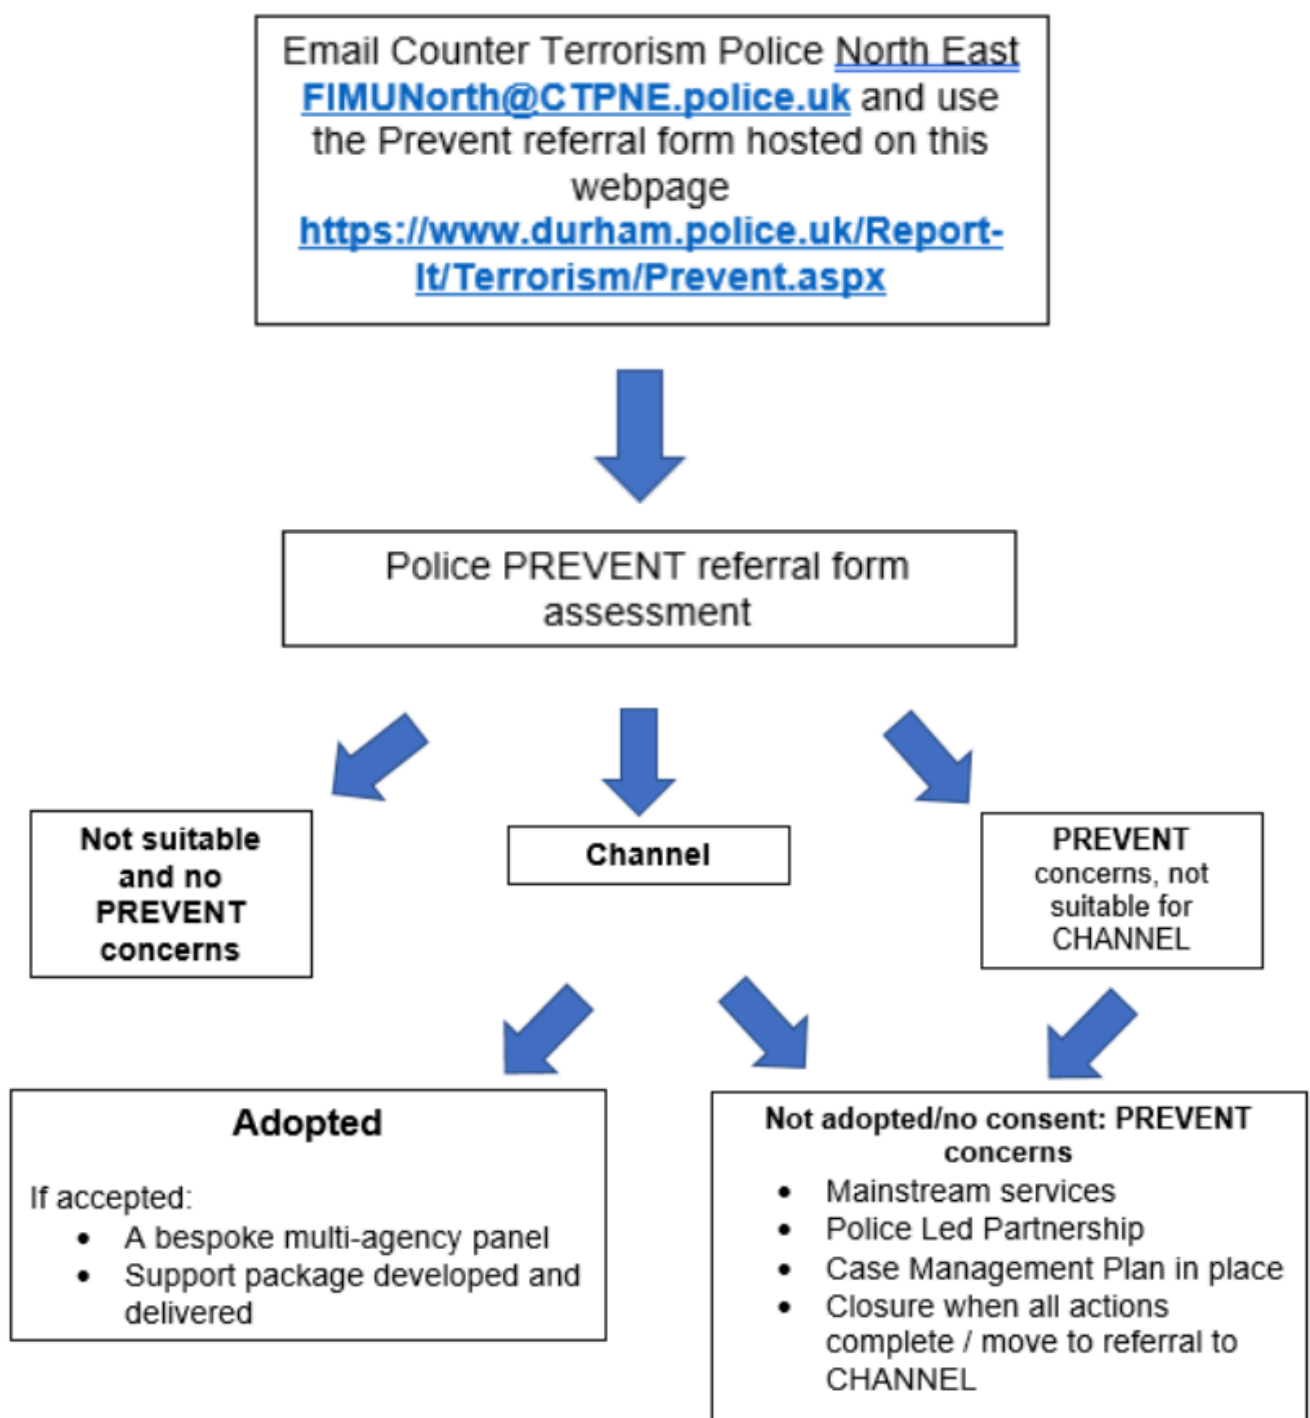 Email Counter Terrorism Police North East
FIMUNorth@CTPNE.police.uk and use
the Prevent referral form hosted on this
webpage
https://www.durham.police.uk/Report-
It/Terrorism/Prevent.aspx
Police PREVENT referral form
assessment
Not suitable
and no
PREVENT
concerns
Channel
PREVENT
concerns, not
suitable for
CHANNEL
Adopted
If accepted:
• A bespoke multi-agency panel
• Support package developed and
delivered
Not adopted/no consent: PREVENT
concerns
• Mainstream services
• Police Led Partnership
• Case Management Plan in place
• Closure when all actions
complete / move to referral to
CHANNEL